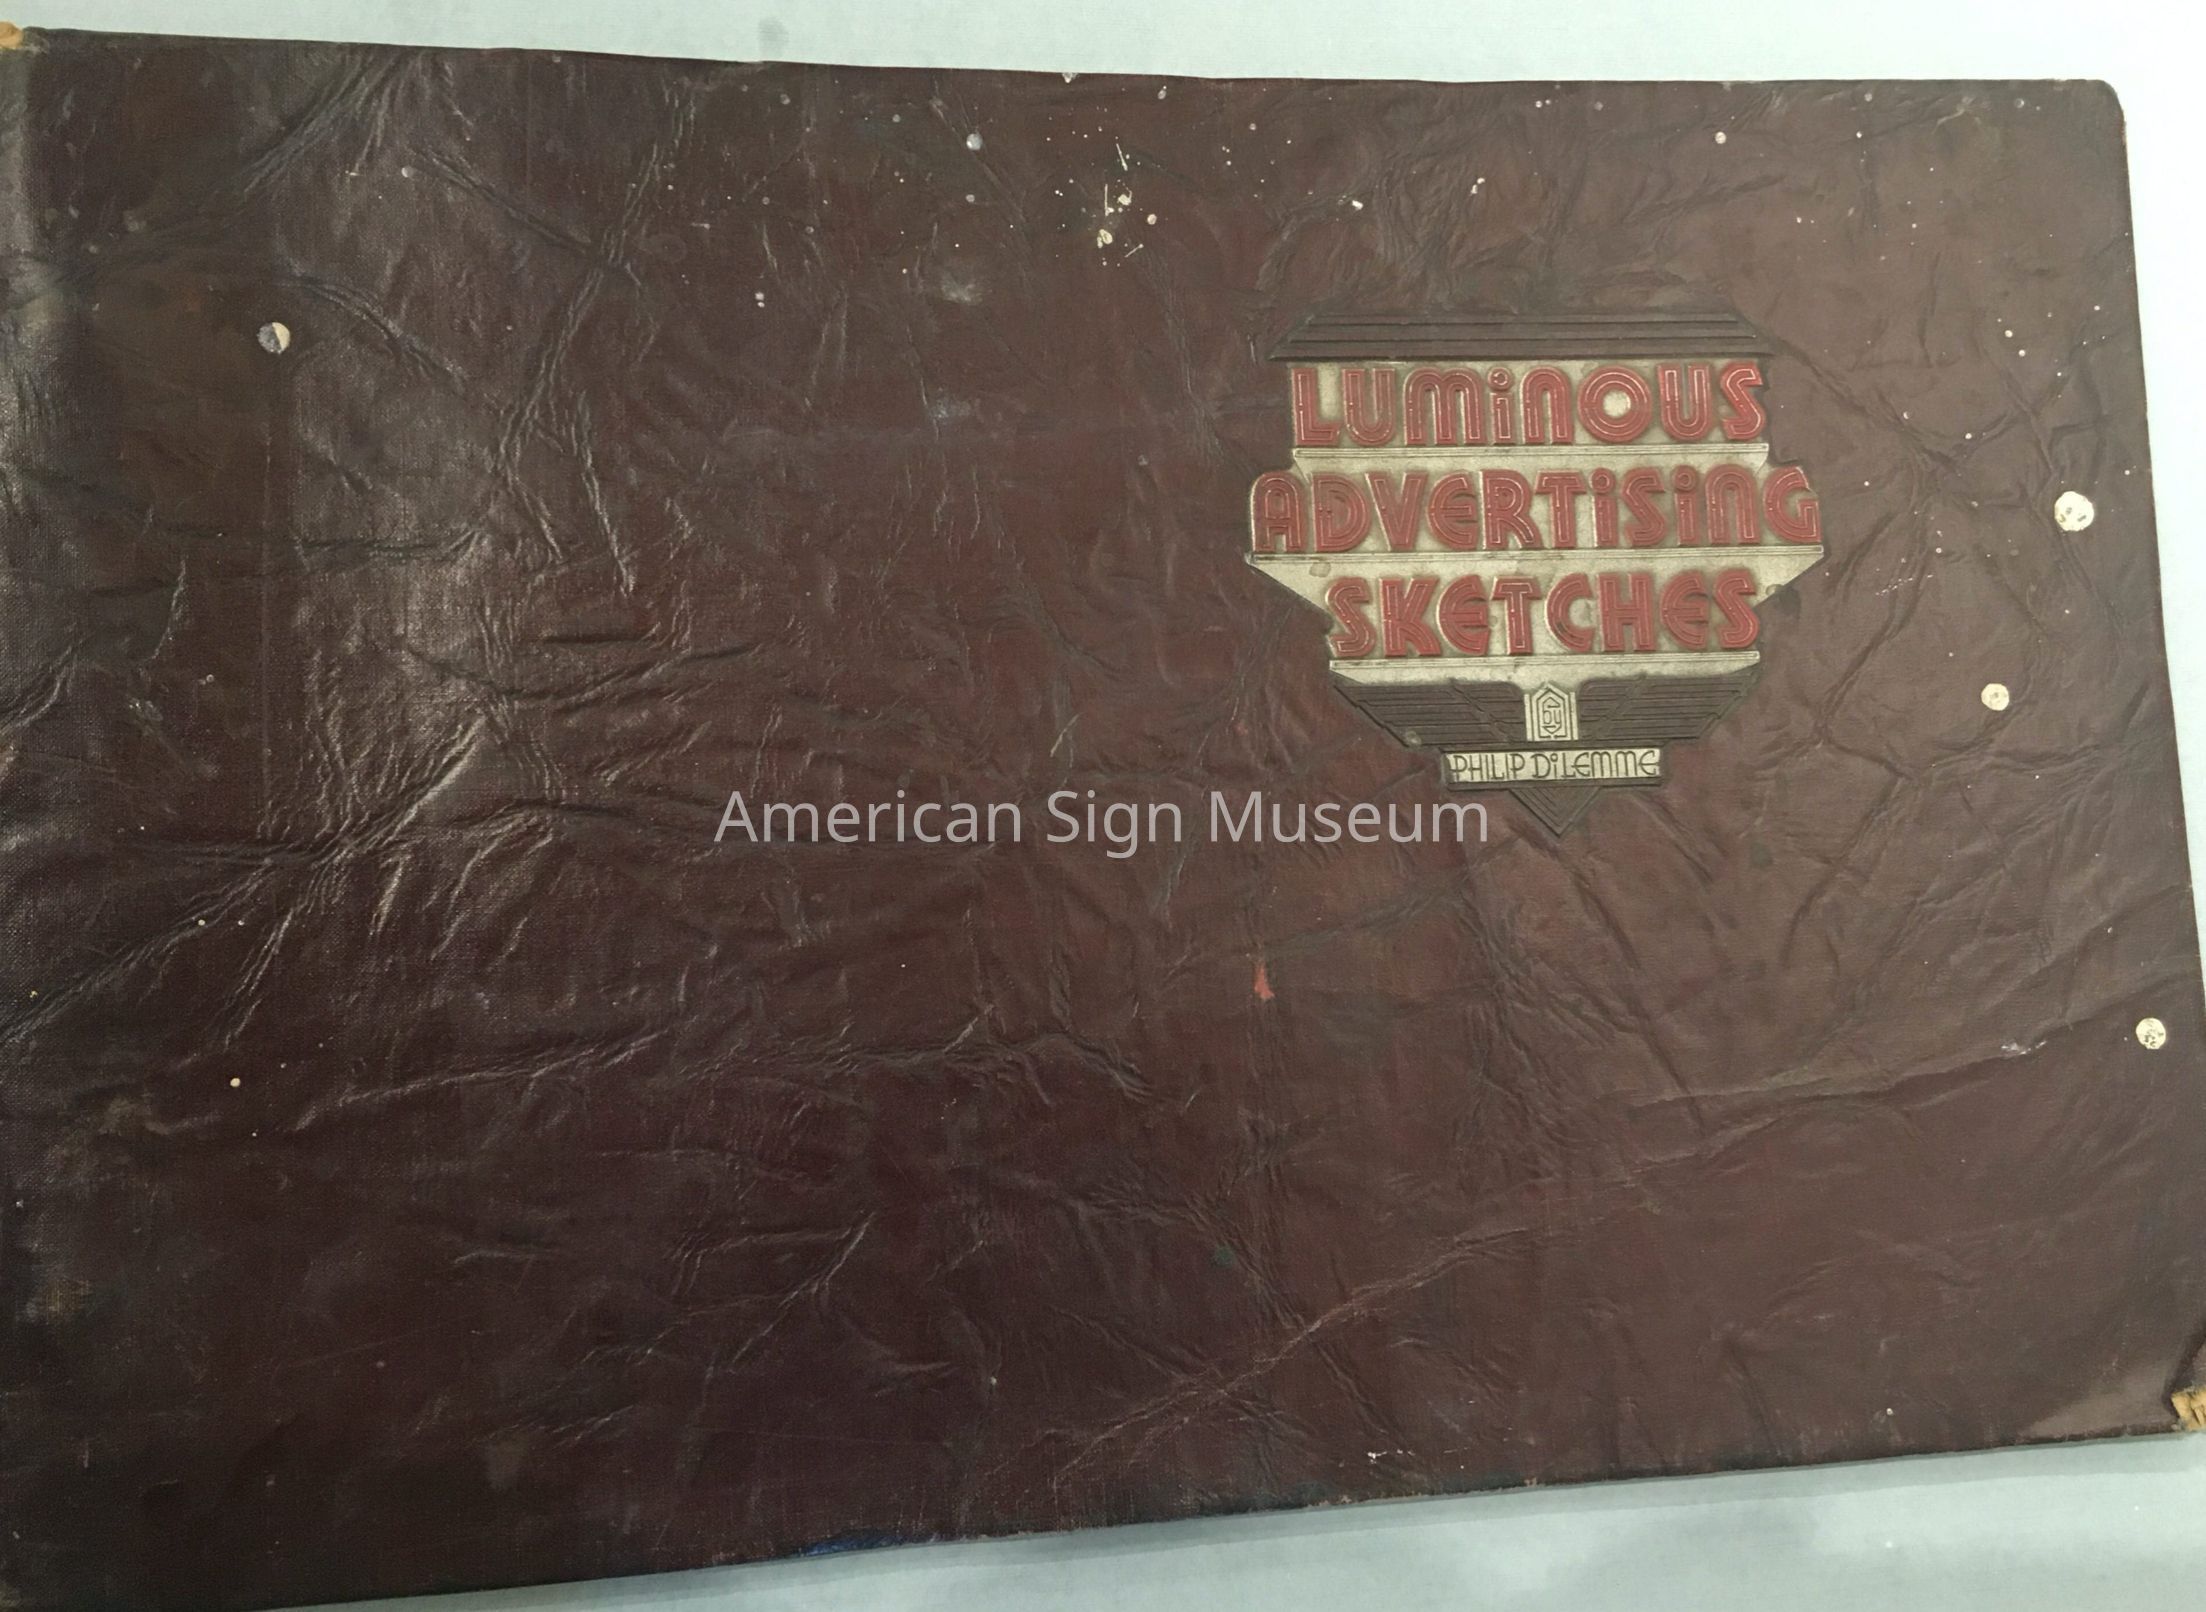 LUMiNOUS
ADVERTiSiNG
SKETCHES
by
PHILIP DiLEMME
American Sign Museum